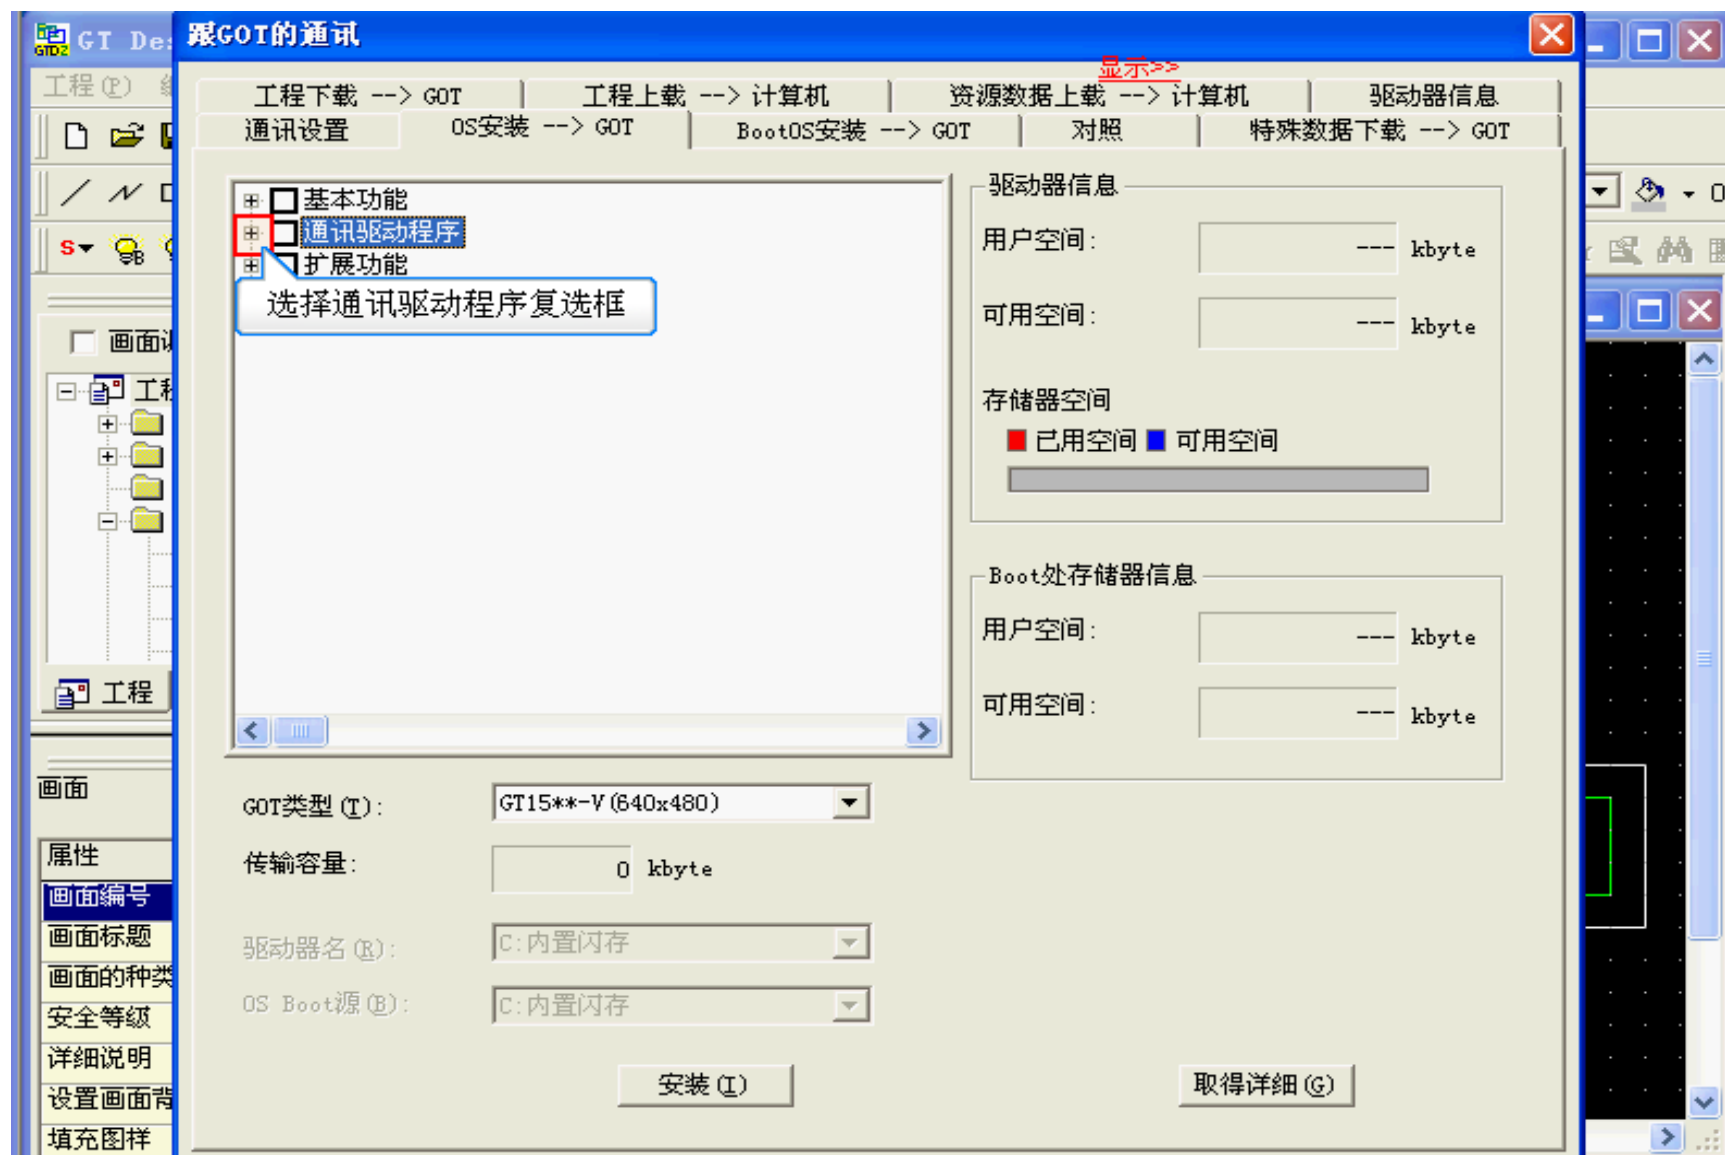 GT De
跟GOT的通讯
工程(P)
显示>>
工程下载 --> GOT
工程上载 --> 计算机
资源数据上载 --> 计算机
驱动器信息
通讯设置
OS安装 --> GOT
BootOS安装 --> GOT
对照
特殊数据下载 --> GOT
基本功能
通讯驱动程序
扩展功能
选择通讯驱动程序复选框
驱动器信息
用户空间:
--- kbyte
可用空间:
--- kbyte
存储器空间
已用空间 可用空间
Boot处存储器信息
用户空间:
--- kbyte
可用空间:
--- kbyte
GOT类型(T):
GT15**-V(640x480)
传输容量:
0 kbyte
驱动器名(R):
C:内置闪存
OS Boot源(B):
C:内置闪存
安装(I)
取得详细(G)
S
画面
工程
工程
画面
属性
画面编号
画面标题
画面的种类
安全等级
详细说明
设置画面背
填充图样